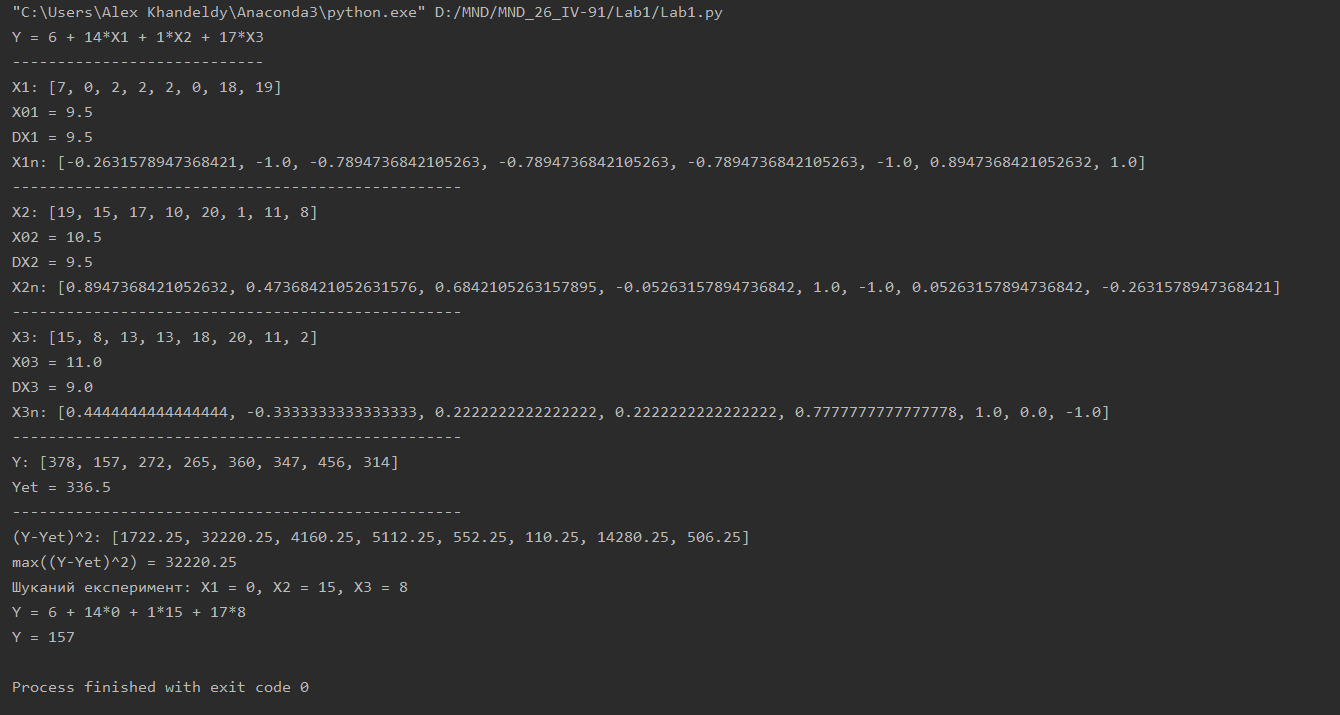 "C:\Users\Alex Khandeldy\Anaconda3\python.exe" D:/MND/MND_26_IV-91/Lab1/Lab1.py
Y = 6 + 14*X1 + 1*X2 + 17*X3
----------------------------
X1: [7, 0, 2, 2, 2, 0, 18, 19]
X01 = 9.5
DX1 = 9.5
X1n: [-0.2631578947368421, -1.0, -0.7894736842105263, -0.7894736842105263, -0.7894736842105263, -1.0, 0.8947368421052632, 1.0]
--------------------------------------------------
X2: [19, 15, 17, 10, 20, 1, 11, 8]
X02 = 10.5
DX2 = 9.5
X2n: [0.8947368421052632, 0.47368421052631576, 0.6842105263157895, -0.05263157894736842, 1.0, -1.0, 0.05263157894736842, -0.2631578947368421]
--------------------------------------------------
X3: [15, 8, 13, 13, 18, 20, 11, 2]
X03 = 11.0
DX3 = 9.0
X3n: [0.4444444444444444, -0.3333333333333333, 0.2222222222222222, 0.2222222222222222, 0.7777777777777778, 1.0, 0.0, -1.0]
--------------------------------------------------
Y: [378, 157, 272, 265, 360, 347, 456, 314]
Yet = 336.5
--------------------------------------------------
(Y-Yet)^2: [1722.25, 32220.25, 4160.25, 5112.25, 552.25, 110.25, 14280.25, 506.25]
max((Y-Yet)^2) = 32220.25
Шуканий експеримент: X1 = 0, X2 = 15, X3 = 8
Y = 6 + 14*0 + 1*15 + 17*8
Y = 157
Process finished with exit code 0